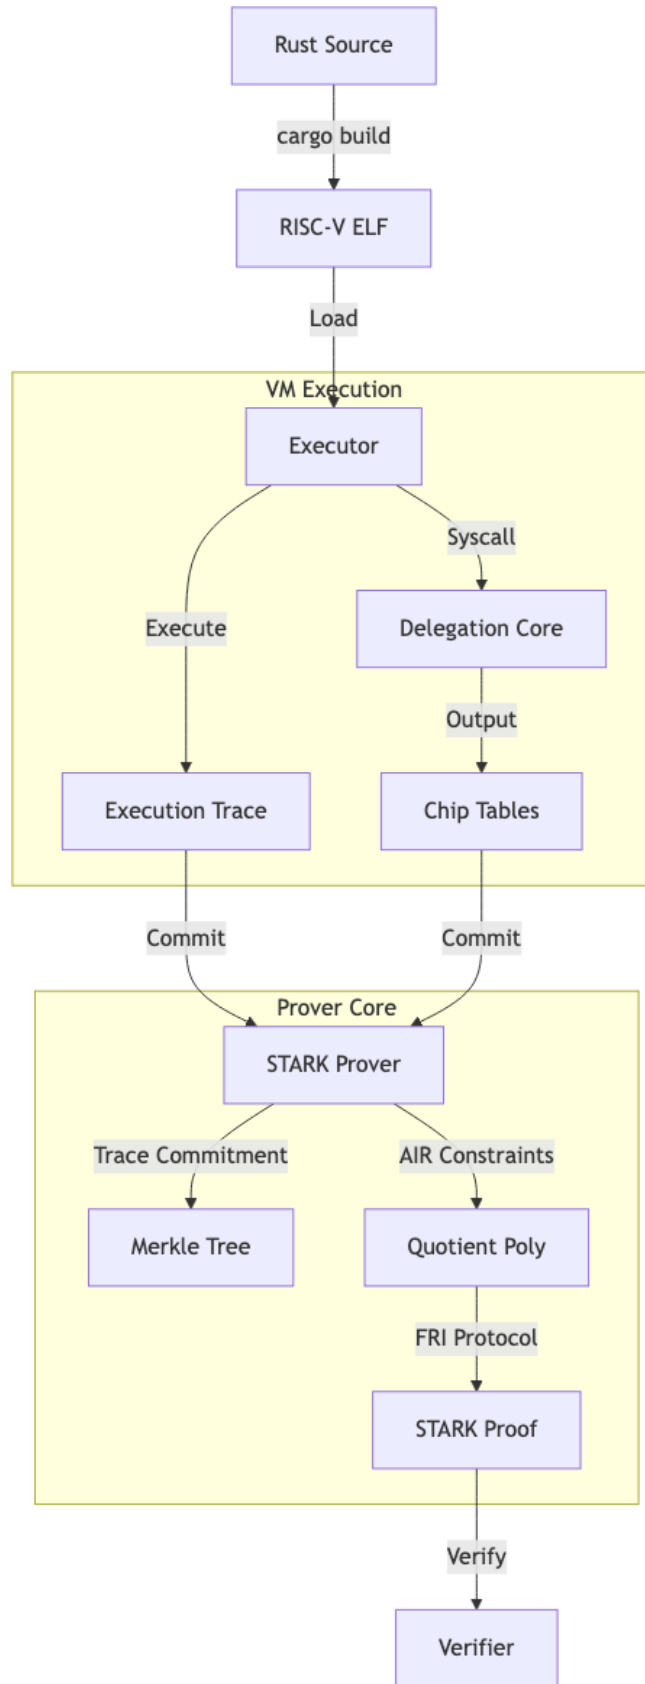 Rust Source
cargo build
RISC-V ELF
Load
VM Execution
Executor
Syscall
Delegation Core
Execute
Output
Execution Trace
Chip Tables
Commit
Commit
Prover Core
STARK Prover
Trace Commitment
AIR Constraints
Merkle Tree
Quotient Poly
FRI Protocol
STARK Proof
Verify
Verifier